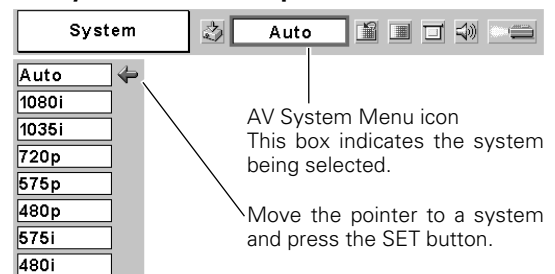 System
Auto
Auto
1080i
1035i
720p
575p
480p
575i
480i
AV System Menu icon
This box indicates the system
being selected.
Move the pointer to a system
and press the SET button.